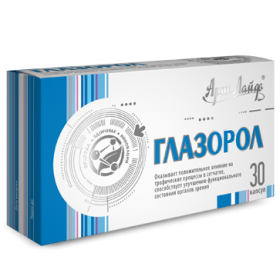 Арт Лайф
ГЛАЗОРОЛ
Оказывает положительное влияние на
трофические процессы в сетчатке,
способствует улучшению функционального
состояния органов зрения
30
капсул